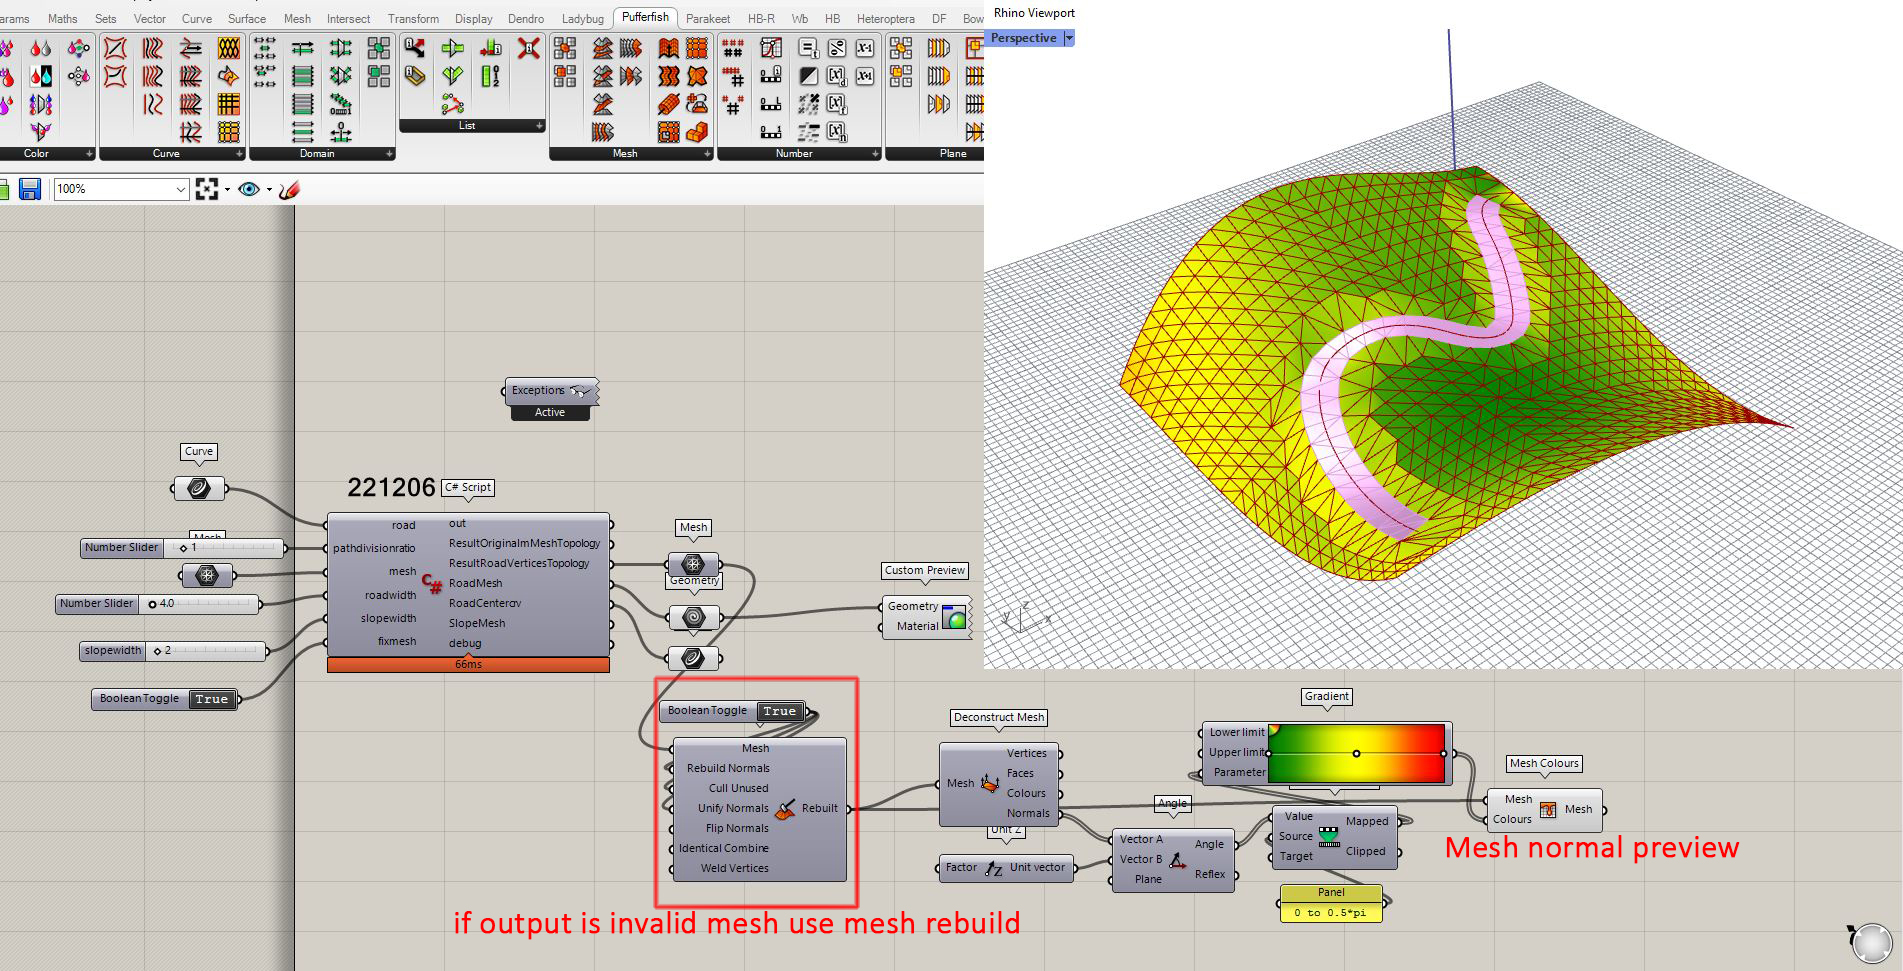 arams Maths Sets Vector Curve Surface Mesh Intersect Transform Display Dendro Ladybug Pufferfish Parakeet HB-R Wb HB Heteroptera DF Bow
Rhino Viewport
Perspective
List
Color Curve Domain Mesh Number Plane
100%
Exceptions
Active
Curve
221206
C# Script
road
pathdivisionratio
mesh
roadwidth
slopewidth
fixmesh
out
ResultOriginalmMeshTopology
ResultRoadVerticesTopology
RoadMesh
RoadCentercrv
SlopeMesh
debug
66ms
Mesh
Number Slider 1
Number Slider 4.0
slopewidth 2
Boolean Toggle True
Mesh
Geometry
Custom Preview
Geometry
Material
z
y
x
Boolean Toggle True
Mesh
Rebuild Normals
Cull Unused
Unify Normals
Flip Normals
Identical Combine
Weld Vertices
Rebuilt
if output is invalid mesh use mesh rebuild
Deconstruct Mesh
Mesh
Vertices
Faces
Colours
Normals
Unit Z
Factor Unit vector
Angle
Vector A
Vector B
Plane
Angle
Reflex
Gradient
Lower limit
Upper limit
Parameter
Value
Source
Target
Mapped
Clipped
Panel
0 to 0.5*pi
Mesh Colours
Mesh
Colours
Mesh
Mesh normal preview